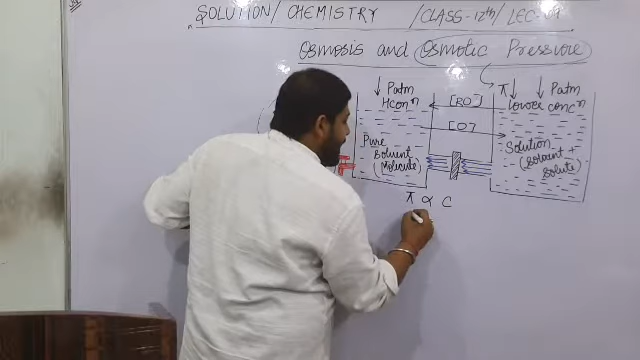 SOLUTION / CHEMISTRY / CLASS-12th / LEC-
Osmosis and Osmotic Pressure
Patm π Patm
Hconⁿ [RO] lower concⁿ
[O]
Pure Solvent (Molecule)
Solution (solvent + solute)
π ∝ C